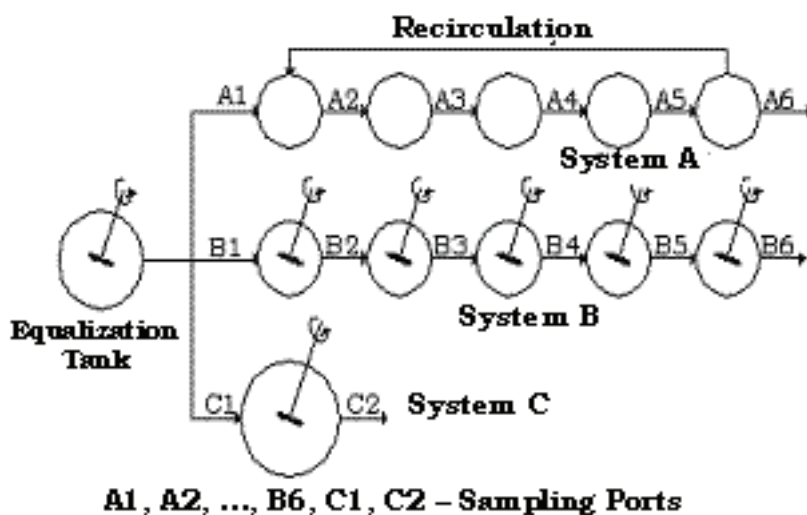 Recirculation
A1 A2 A3 A4 A5 A6
System A
B1 B2 B3 B4 B5 B6
Equalization
Tank
System B
C1 C2 System C
A1, A2, ..., B6, C1, C2 – Sampling Ports